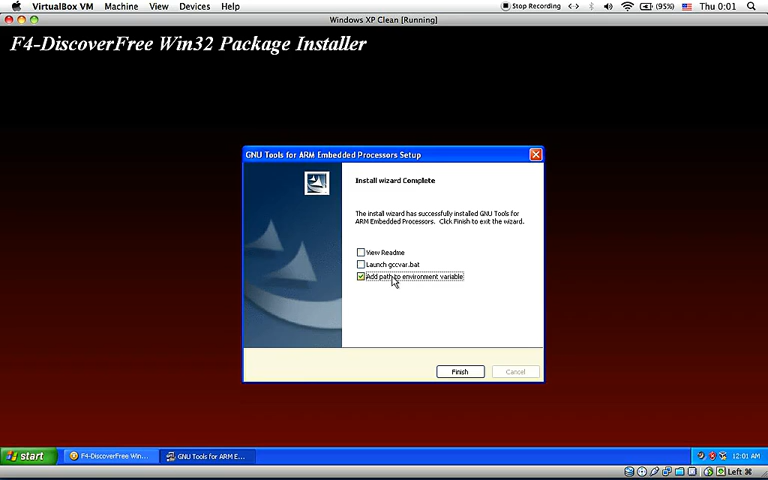 VirtualBox VM Machine View Devices Help Stop Recording (95%) Thu 0:01
Windows XP Clean [Running]
F4-DiscoverFree Win32 Package Installer
GNU Tools for ARM Embedded Processors Setup
Install wizard Complete
The install wizard has successfully installed GNU Tools for
ARM Embedded Processors. Click Finish to exit the wizard.
View Readme
Launch gccvar.bat
Add path to environment variable
Finish Cancel
start F4-DiscoverFree Win... GNU Tools for ARM E... 12:01 AM
Left ⌘